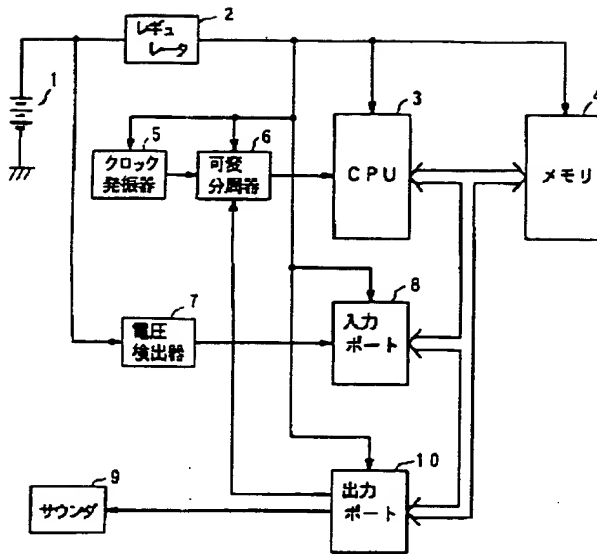 2
レギュ
レータ
1
3
4
5
6
クロック
発振器
可変
分周器
CPU
メモリ
7
8
電圧
検出器
入力
ポート
9
10
サウンダ
出力
ポート